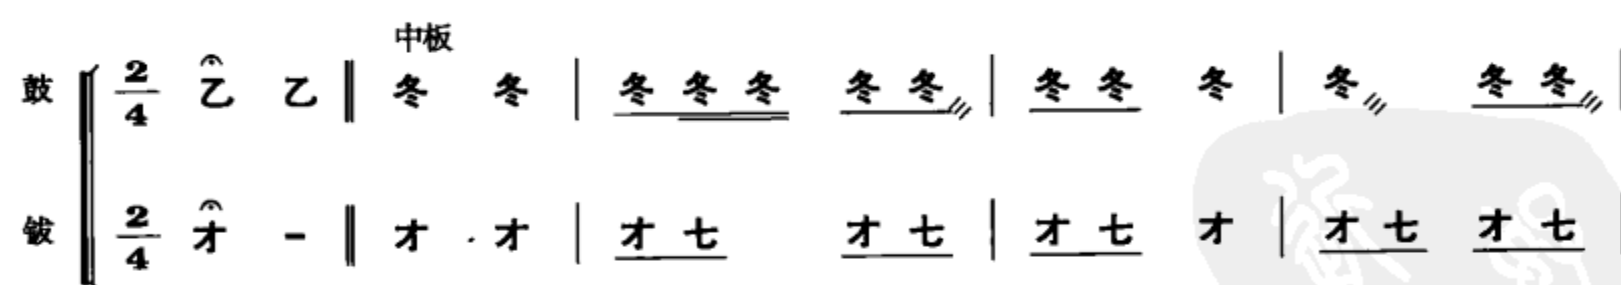 中板
鼓 2/4 乙 乙 ‖ 冬 冬 | 冬 冬 冬 冬 冬 | 冬 冬 冬 | 冬 冬 冬 |
钹 2/4 才 - ‖ 才 . 才 | 才 七 才 七 | 才 七 才 | 才 七 才 七